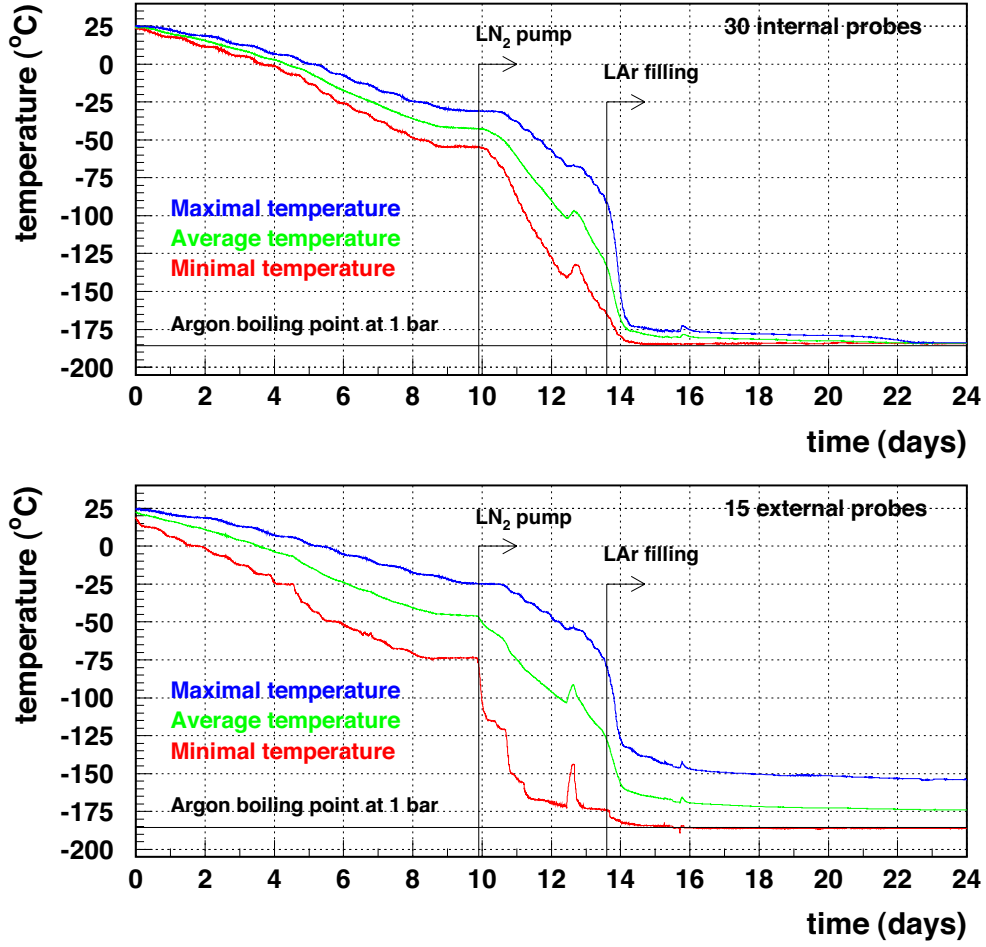 temperature (°C)
25
0
-25
-50
-75
-100
-125
-150
-175
-200
30 internal probes
LN₂ pump
LAr filling
Maximal temperature
Average temperature
Minimal temperature
Argon boiling point at 1 bar
0 2 4 6 8 10 12 14 16 18 20 22 24
time (days)
temperature (°C)
25
0
-25
-50
-75
-100
-125
-150
-175
-200
15 external probes
LN₂ pump
LAr filling
Maximal temperature
Average temperature
Minimal temperature
Argon boiling point at 1 bar
0 2 4 6 8 10 12 14 16 18 20 22 24
time (days)